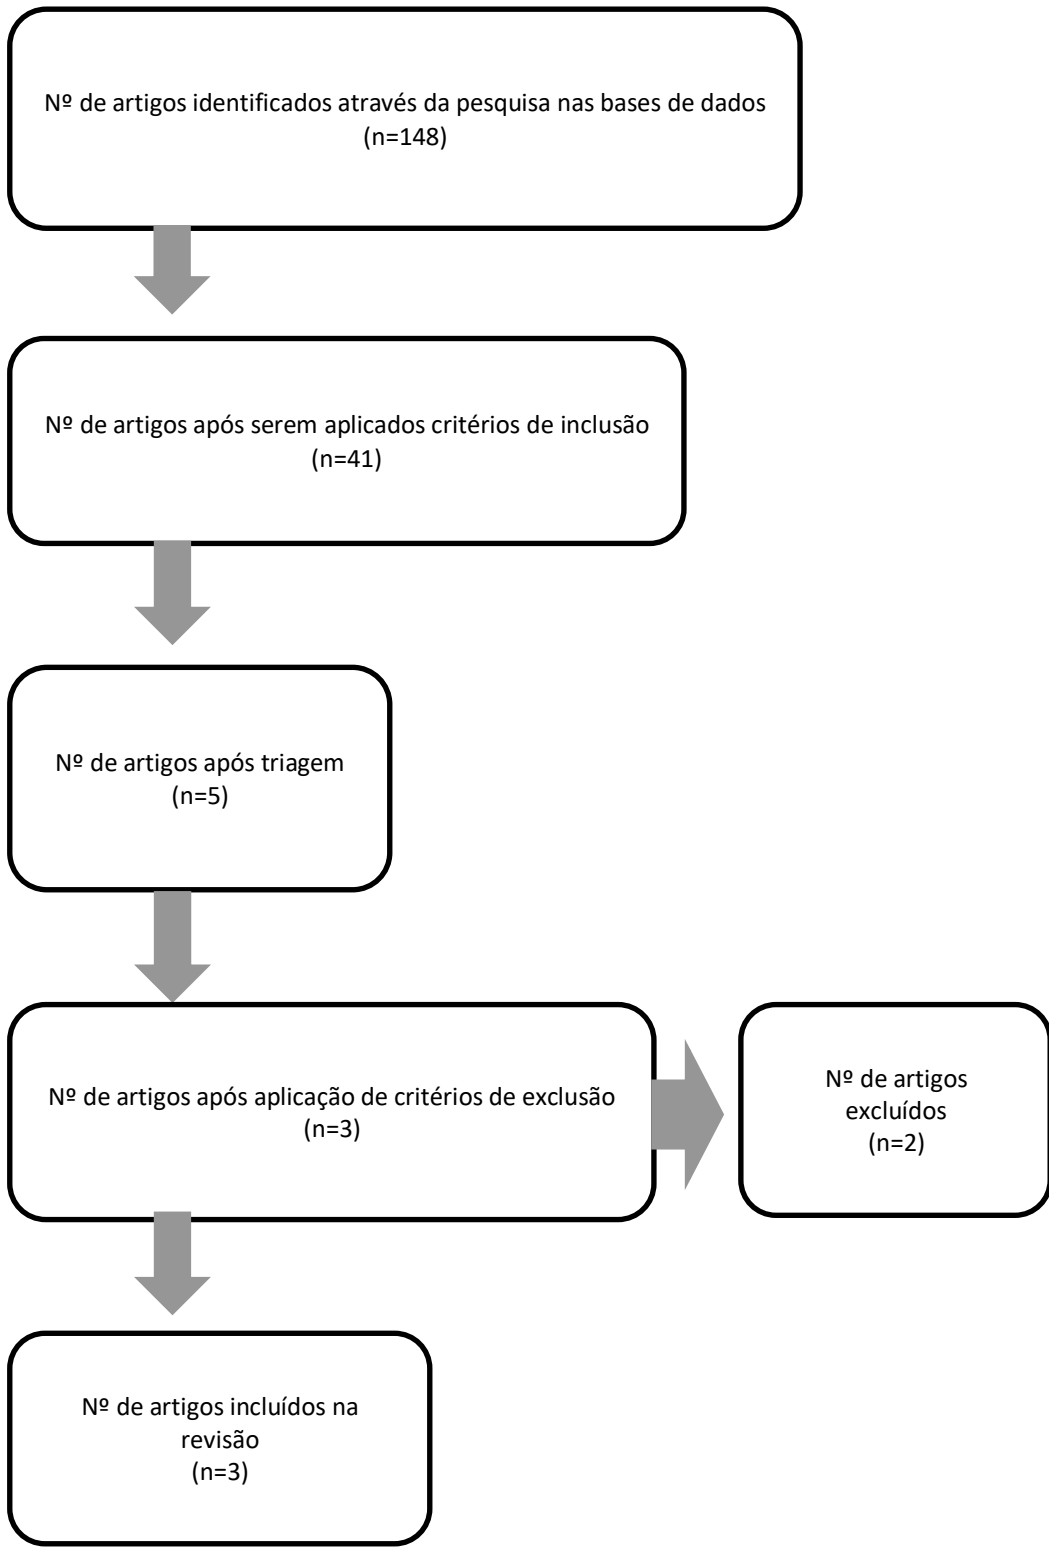 Nº de artigos identificados através da pesquisa nas bases de dados
(n=148)
Nº de artigos após serem aplicados critérios de inclusão
(n=41)
Nº de artigos após triagem
(n=5)
Nº de artigos após aplicação de critérios de exclusão
(n=3)
Nº de artigos
excluídos
(n=2)
Nº de artigos incluídos na
revisão
(n=3)